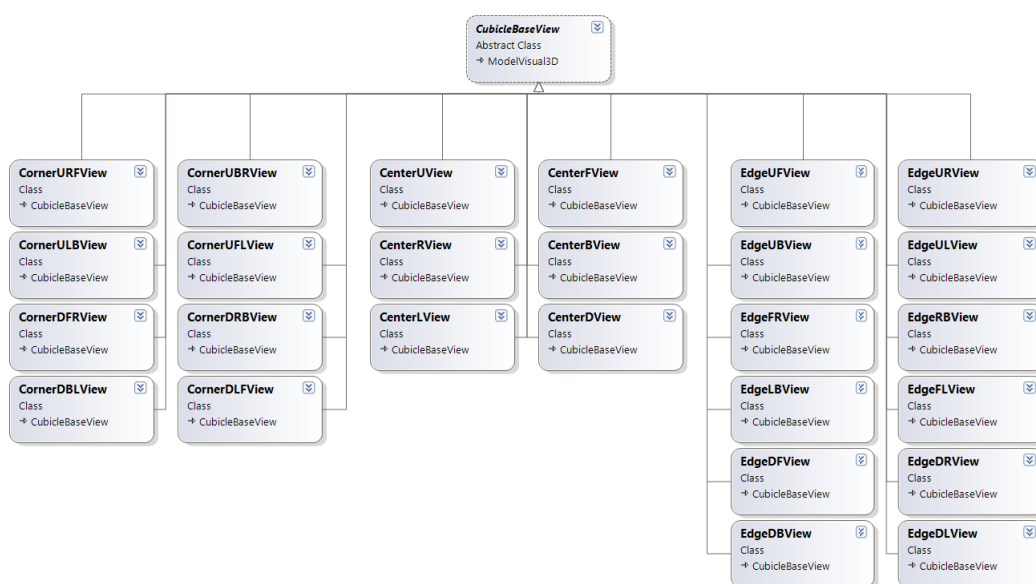 CubicleBaseView
Abstract Class
ModelVisual3D
CornerURFView
Class
CubicleBaseView
CornerUBRView
Class
CubicleBaseView
CenterUView
Class
CubicleBaseView
CenterFView
Class
CubicleBaseView
EdgeUFView
Class
CubicleBaseView
EdgeURView
Class
CubicleBaseView
CornerULBView
Class
CubicleBaseView
CornerUFLView
Class
CubicleBaseView
CenterRView
Class
CubicleBaseView
CenterBView
Class
CubicleBaseView
EdgeUBView
Class
CubicleBaseView
EdgeULView
Class
CubicleBaseView
CornerDFRView
Class
CubicleBaseView
CornerDRBView
Class
CubicleBaseView
CenterLView
Class
CubicleBaseView
CenterDView
Class
CubicleBaseView
EdgeFRView
Class
CubicleBaseView
EdgeRBView
Class
CubicleBaseView
CornerDBLView
Class
CubicleBaseView
CornerDLFView
Class
CubicleBaseView
EdgeLBView
Class
CubicleBaseView
EdgeFLView
Class
CubicleBaseView
EdgeDFView
Class
CubicleBaseView
EdgeDRView
Class
CubicleBaseView
EdgeDBView
Class
CubicleBaseView
EdgeDLView
Class
CubicleBaseView